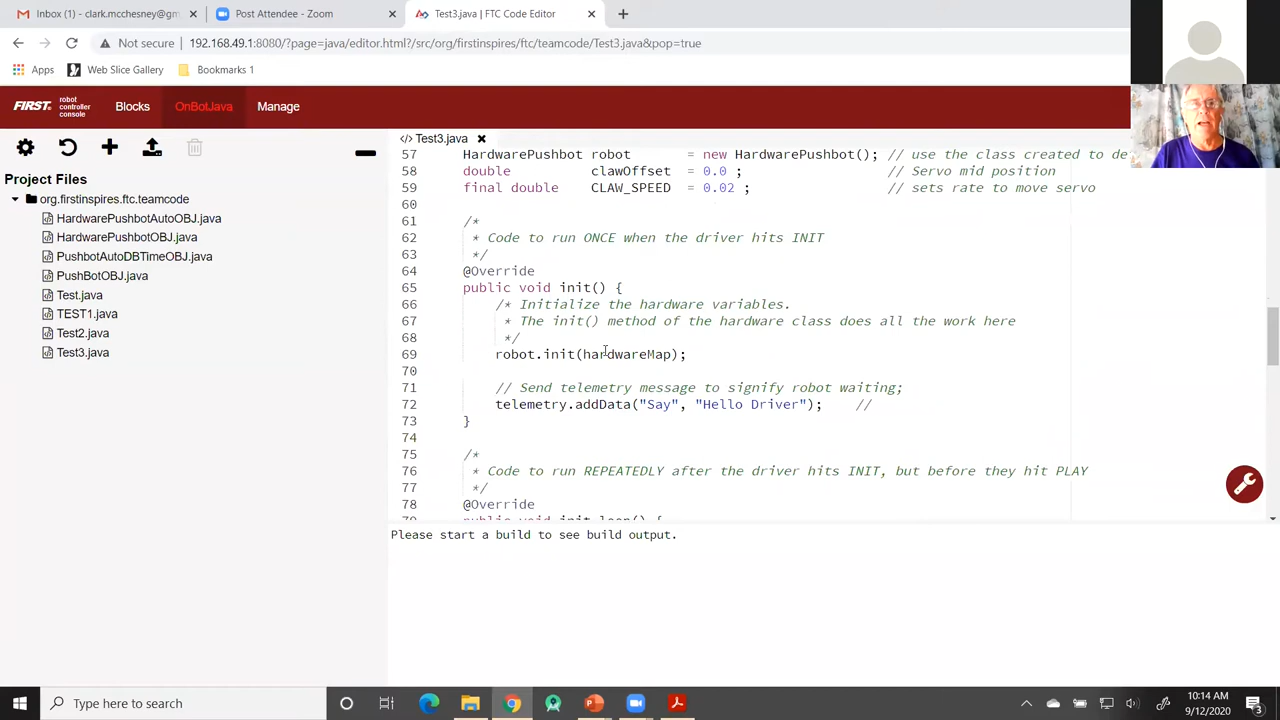 Inbox (1) - clark.mcchesney@gm
Post Attendee - Zoom
Test3.java | FTC Code Editor
Not secure | 192.168.49.1:8080/?page=java/editor.html?/src/org/firstinspires/ftc/teamcode/Test3.java&pop=true
Apps Web Slice Gallery Bookmarks 1
FIRST. robot controller console Blocks OnBotJava Manage
Project Files
org.firstinspires.ftc.teamcode
HardwarePushbotAutoOBJ.java
HardwarePushbotOBJ.java
PushbotAutoDBTimeOBJ.java
PushBotOBJ.java
Test.java
TEST1.java
Test2.java
Test3.java
</> Test3.java
57 HardwarePushbot robot = new HardwarePushbot(); // use the class created to de
58 double clawOffset = 0.0 ; // Servo mid position
59 final double CLAW_SPEED = 0.02 ; // sets rate to move servo
60
61 /*
62 * Code to run ONCE when the driver hits INIT
63 */
64 @Override
65 public void init() {
66 /* Initialize the hardware variables.
67 * The init() method of the hardware class does all the work here
68 */
69 robot.init(hardwareMap);
70
71 // Send telemetry message to signify robot waiting;
72 telemetry.addData("Say", "Hello Driver"); //
73 }
74
75 /*
76 * Code to run REPEATEDLY after the driver hits INIT, but before they hit PLAY
77 */
78 @Override
79 public void init_loop() {
Please start a build to see build output.
Type here to search
10:14 AM
9/12/2020
3